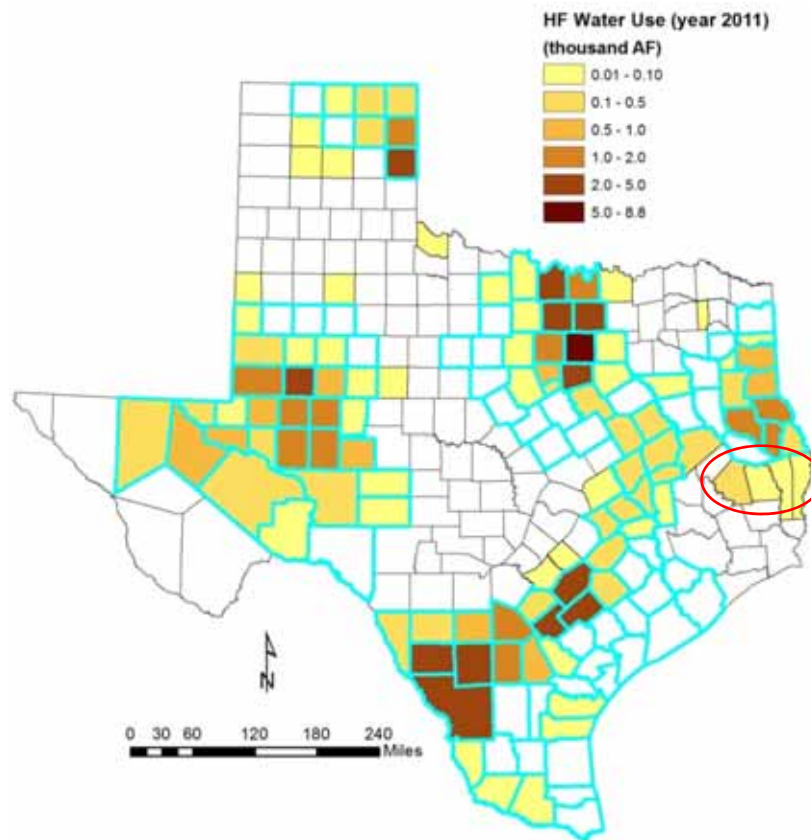 HF Water Use (year 2011)
(thousand AF)
0.01 - 0.10
0.1 - 0.5
0.5 - 1.0
1.0 - 2.0
2.0 - 5.0
5.0 - 8.8
N
0 30 60 120 180 240
Miles